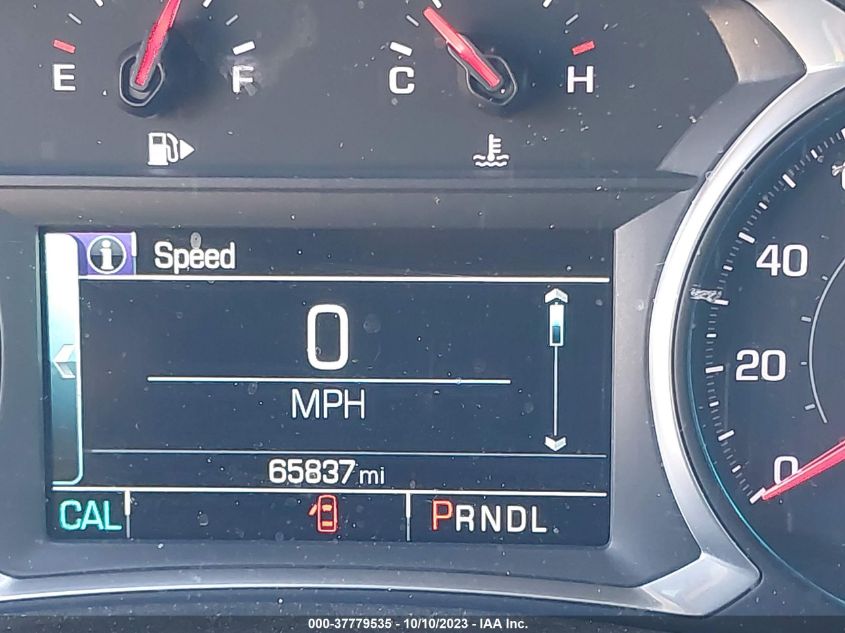 E F C H
Speed
0
MPH
65837 mi
CAL PRNDL
40
20
0
000-37779535 - 10/10/2023 - IAA Inc.